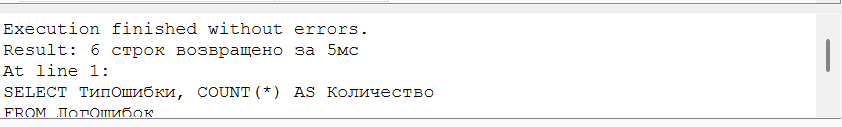 Execution finished without errors.
Result: 6 строк возвращено за 5мс
At line 1:
SELECT ТипОшибки, COUNT(*) AS Количество
FROM ЛогОшибок